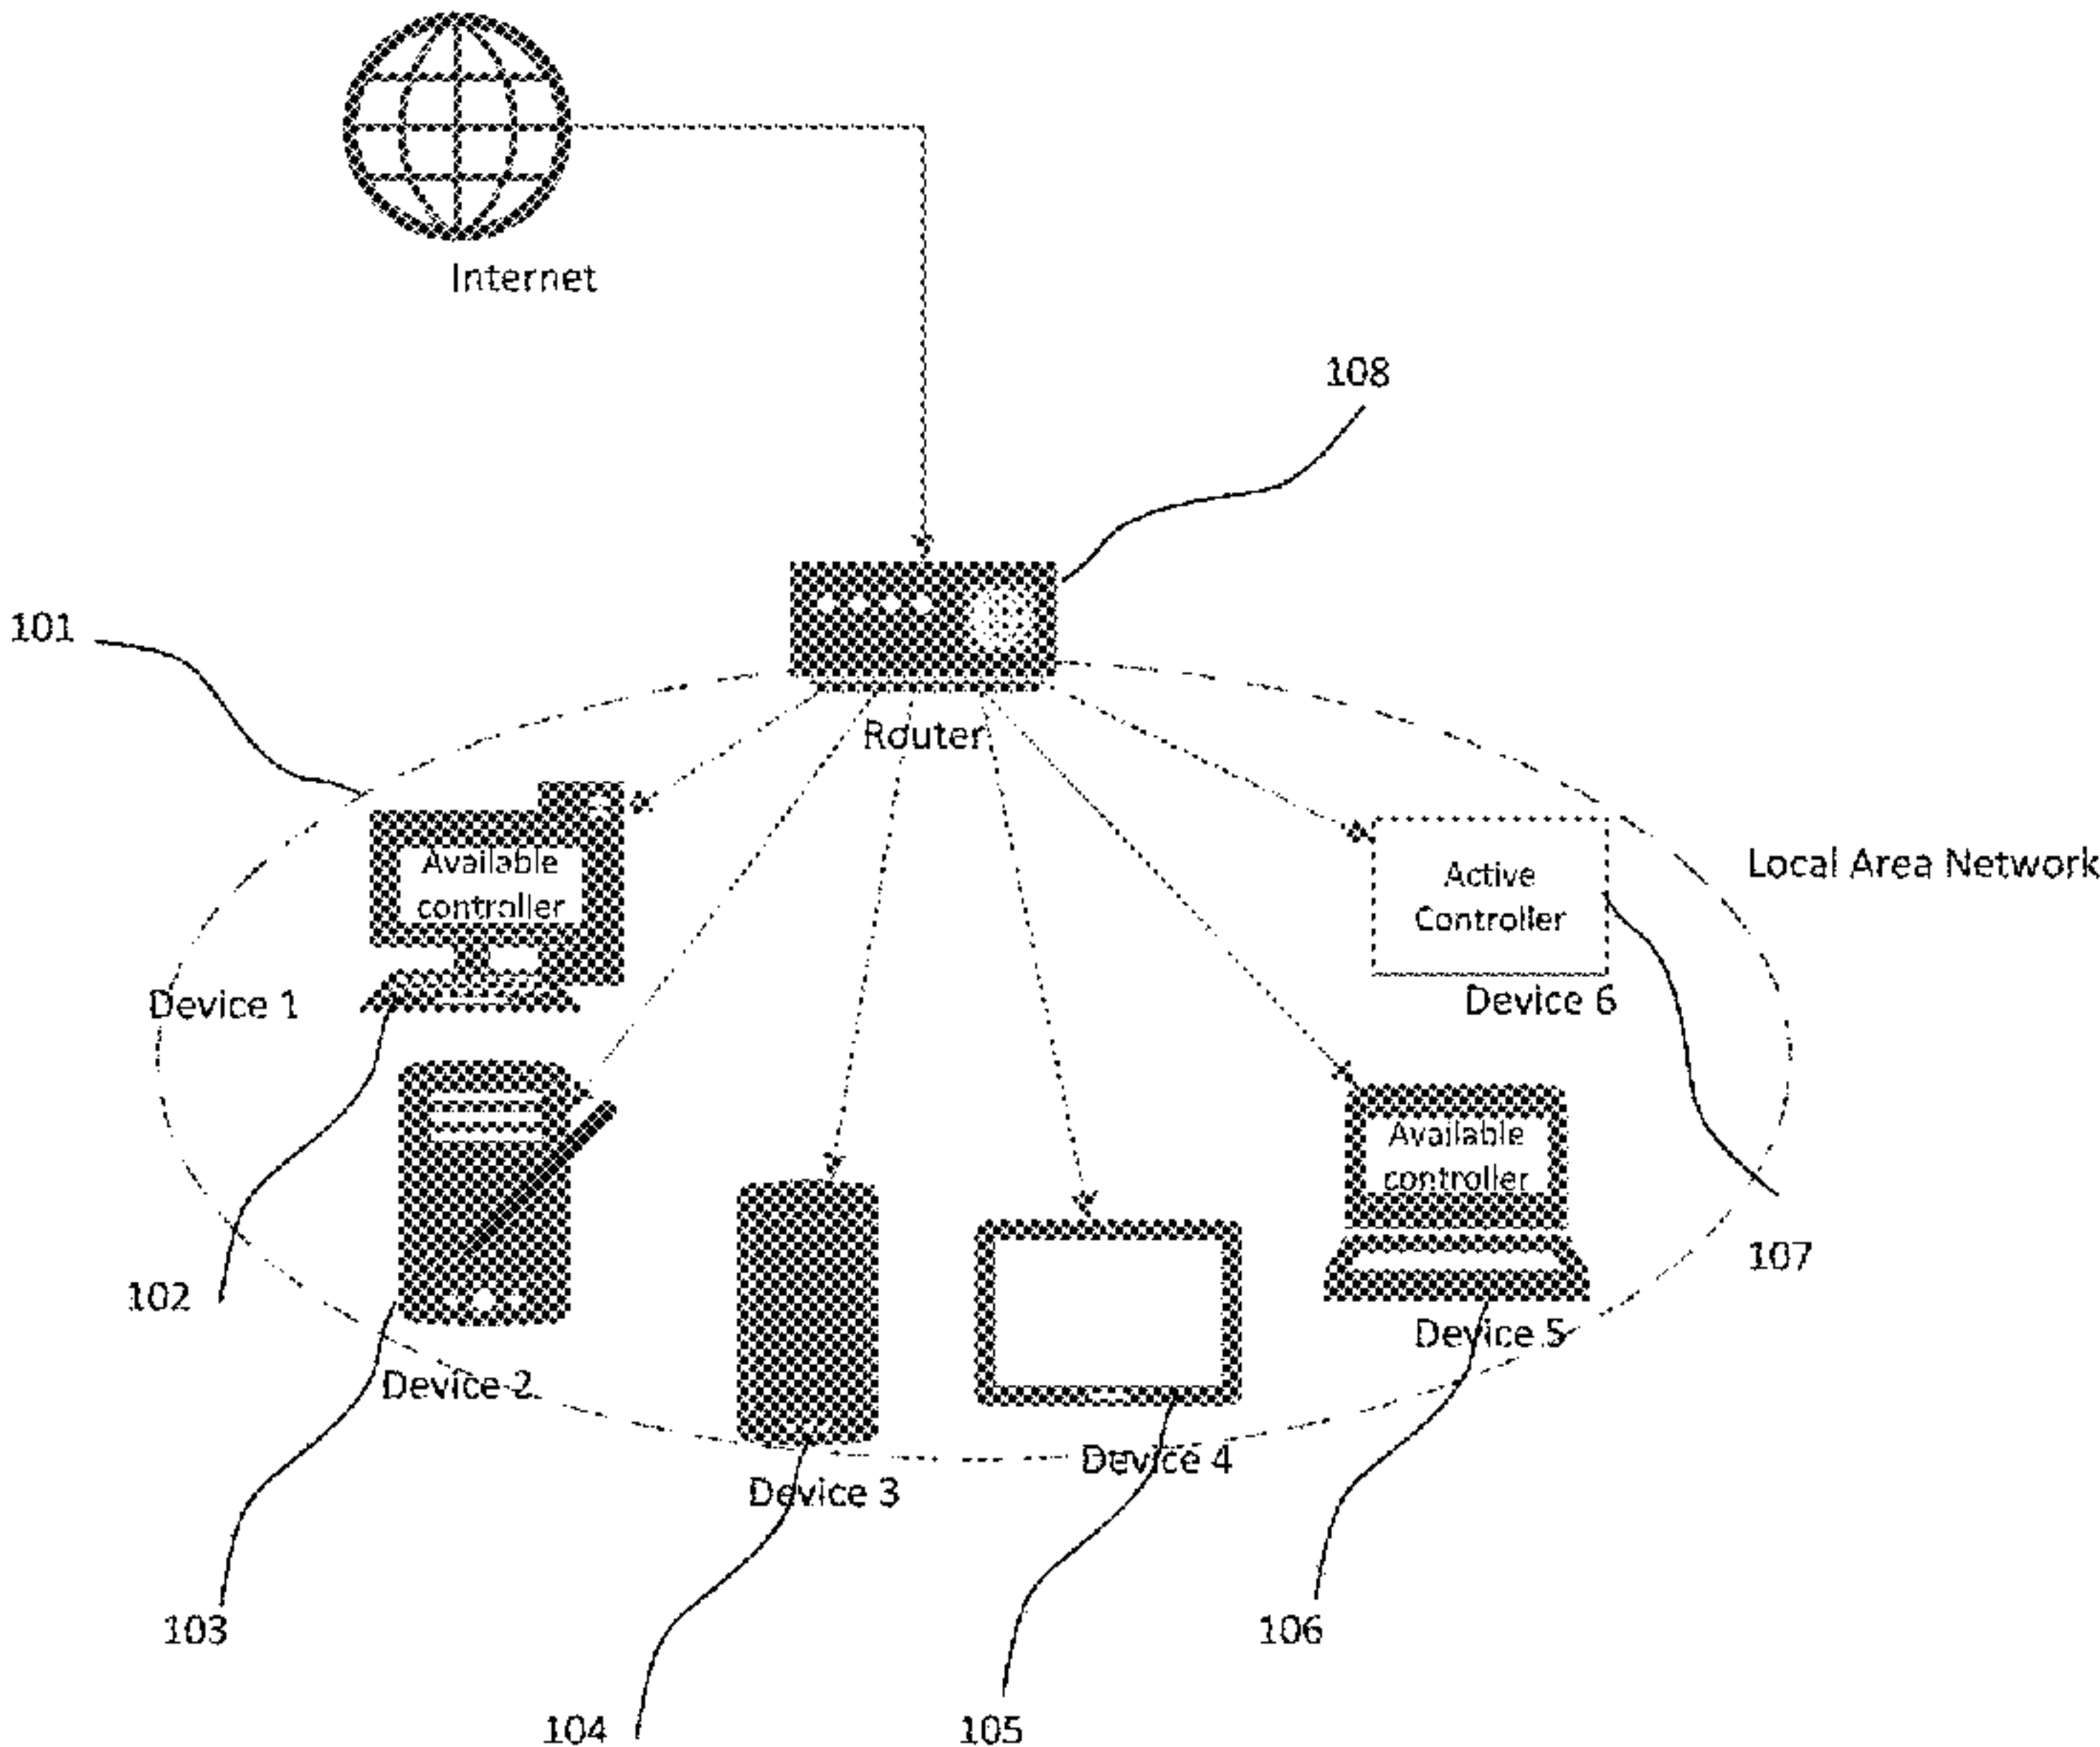 Internet
108
101
Router
Available
controller
Active
Controller
Local Area Network
Device 1
Device 6
Available
controller
102
107
Device 5
Device 2
Device 4
Device 3
103
106
104
105